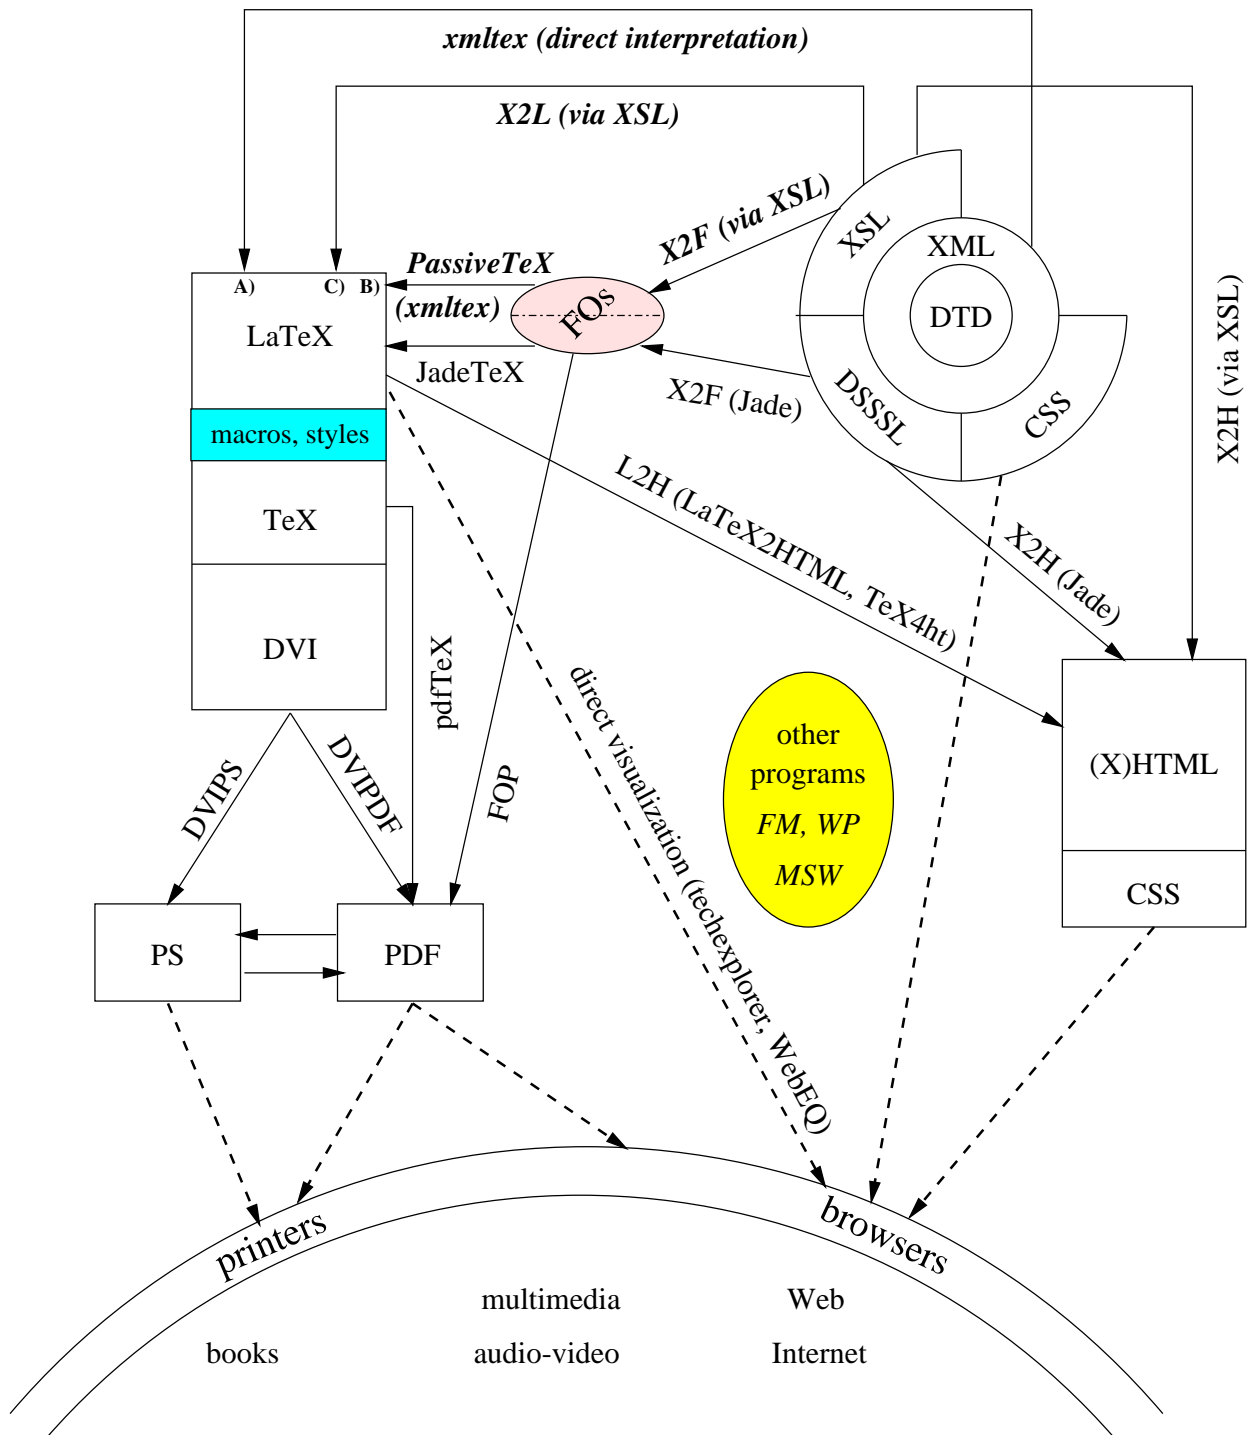 xmltex (direct interpretation)
X2L (via XSL)
X2F (via XSL)
XSL
XML
DTD
DSSSL
CSS
X2H (via XSL)
PassiveTeX
(xmltex)
A)
C)
B)
FOs
LaTeX
JadeTeX
X2F (Jade)
macros, styles
L2H (LaTeX2HTML, TeX4ht)
X2H (Jade)
TeX
DVI
pdfTeX
direct visualization (techexplorer, WebEQ)
other
programs
FM, WP
MSW
(X)HTML
CSS
DVIPS
DVIPDF
FOP
PS
PDF
printers
browsers
multimedia
Web
books
audio-video
Internet